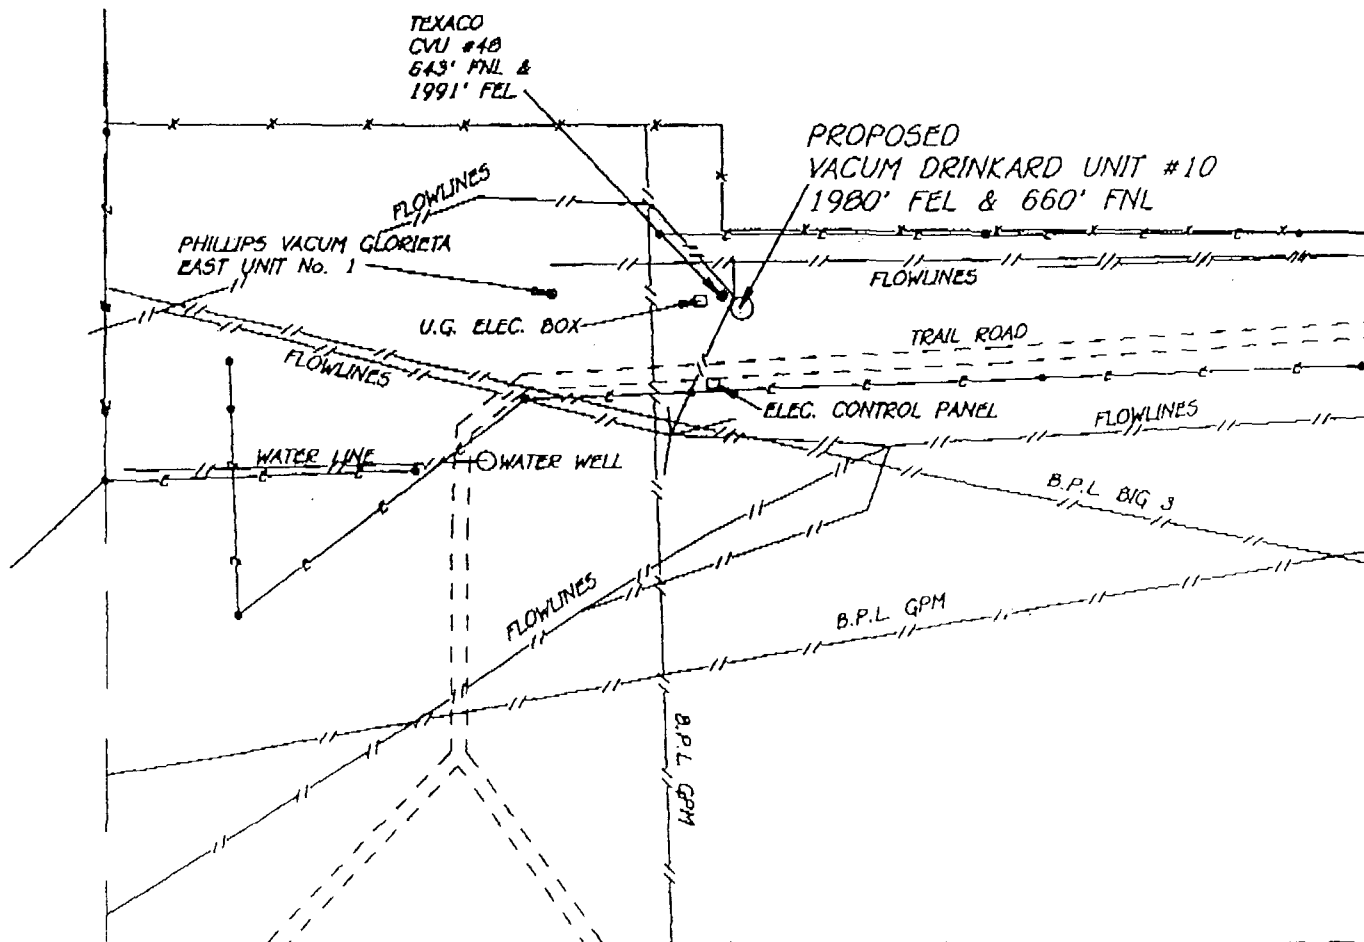 TEXACO
CVU #48
643' FNL &
1991' FEL
PROPOSED
VACUM DRINKARD UNIT #10
1980' FEL & 660' FNL
FLOWLINES
PHILLIPS VACUM GLORIETA
EAST UNIT No. 1
FLOWLINES
U.G. ELEC. BOX
TRAIL ROAD
FLOWLINES
ELEC. CONTROL PANEL
FLOWLINES
WATER LINE
WATER WELL
B.P.L BIG 3
FLOWLINES
B.P.L GPM
B.P.L GPM